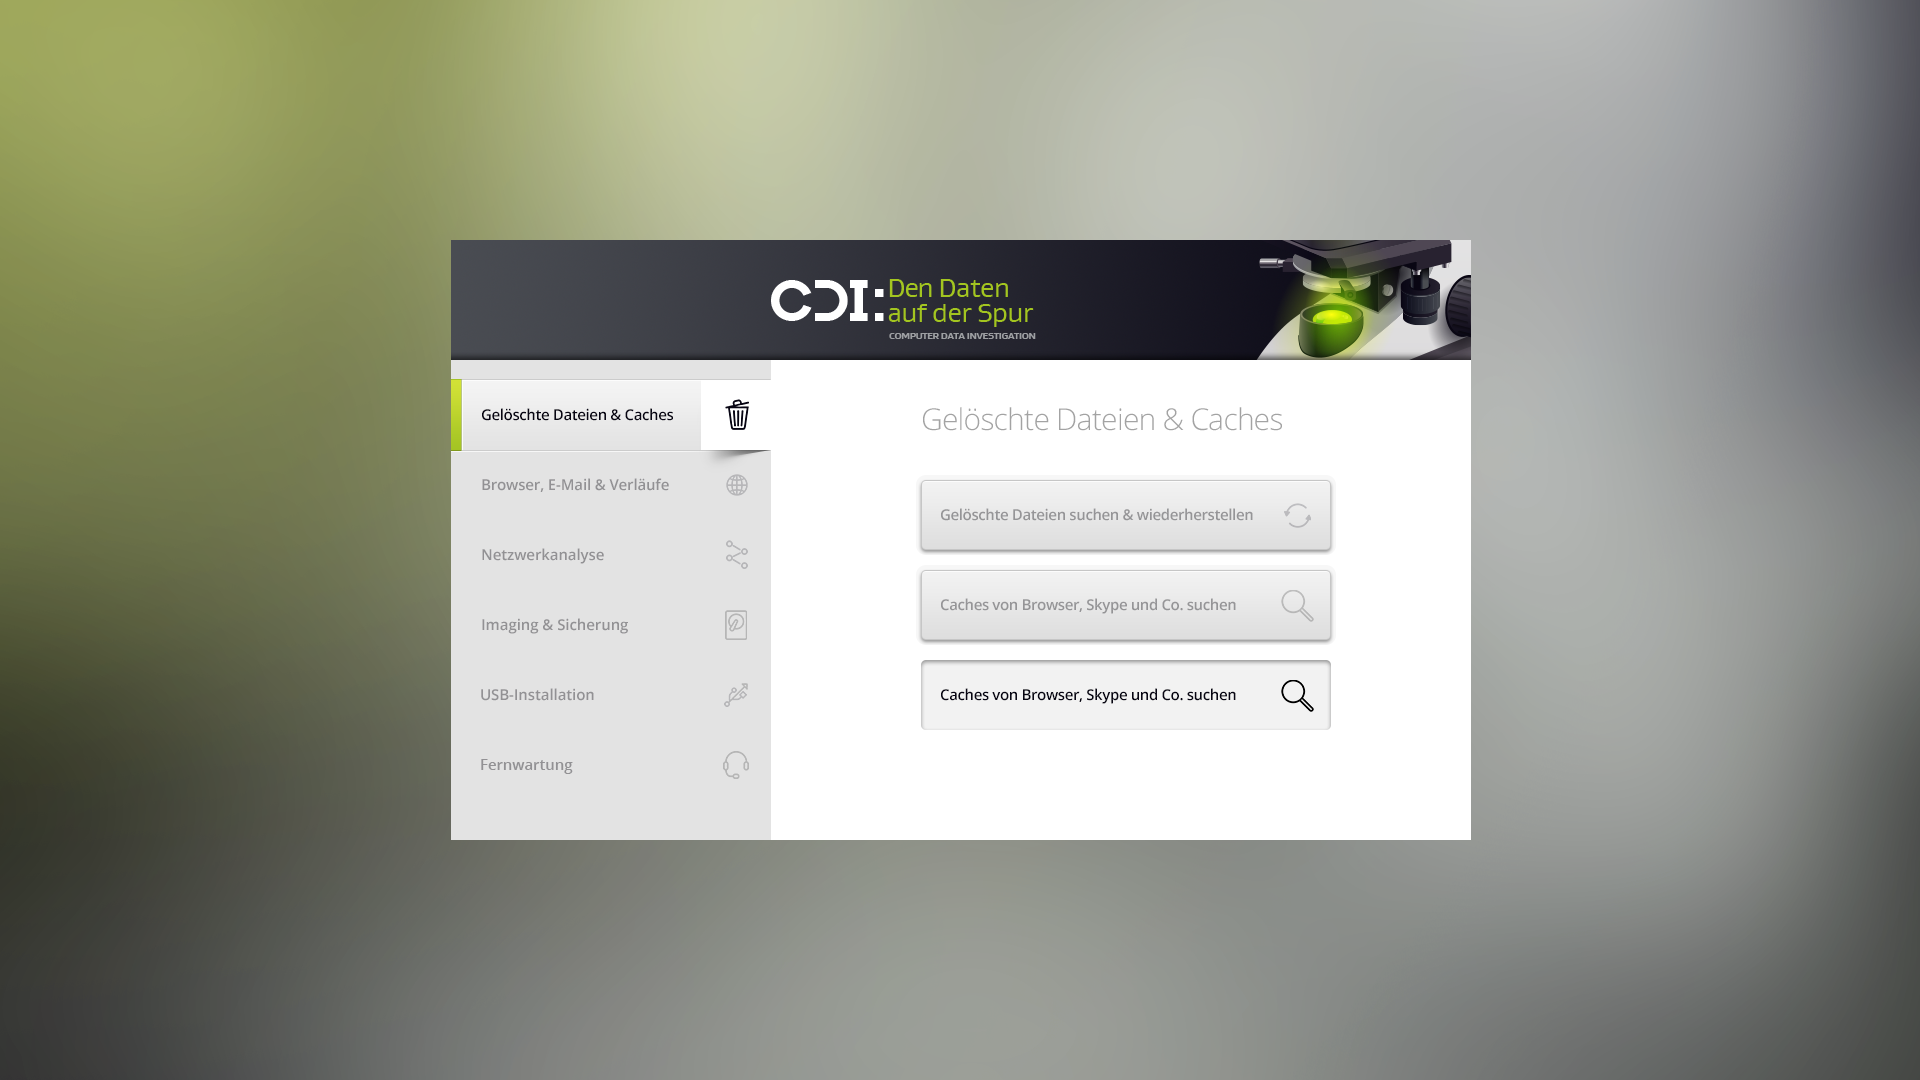 CDI:
Den Daten
auf der Spur
COMPUTER DATA INVESTIGATION
Gelöschte Dateien & Caches
Browser, E-Mail & Verläufe
Netzwerkanalyse
Imaging & Sicherung
USB-Installation
Fernwartung
Gelöschte Dateien & Caches
Gelöschte Dateien suchen & wiederherstellen
Caches von Browser, Skype und Co. suchen
Caches von Browser, Skype und Co. suchen